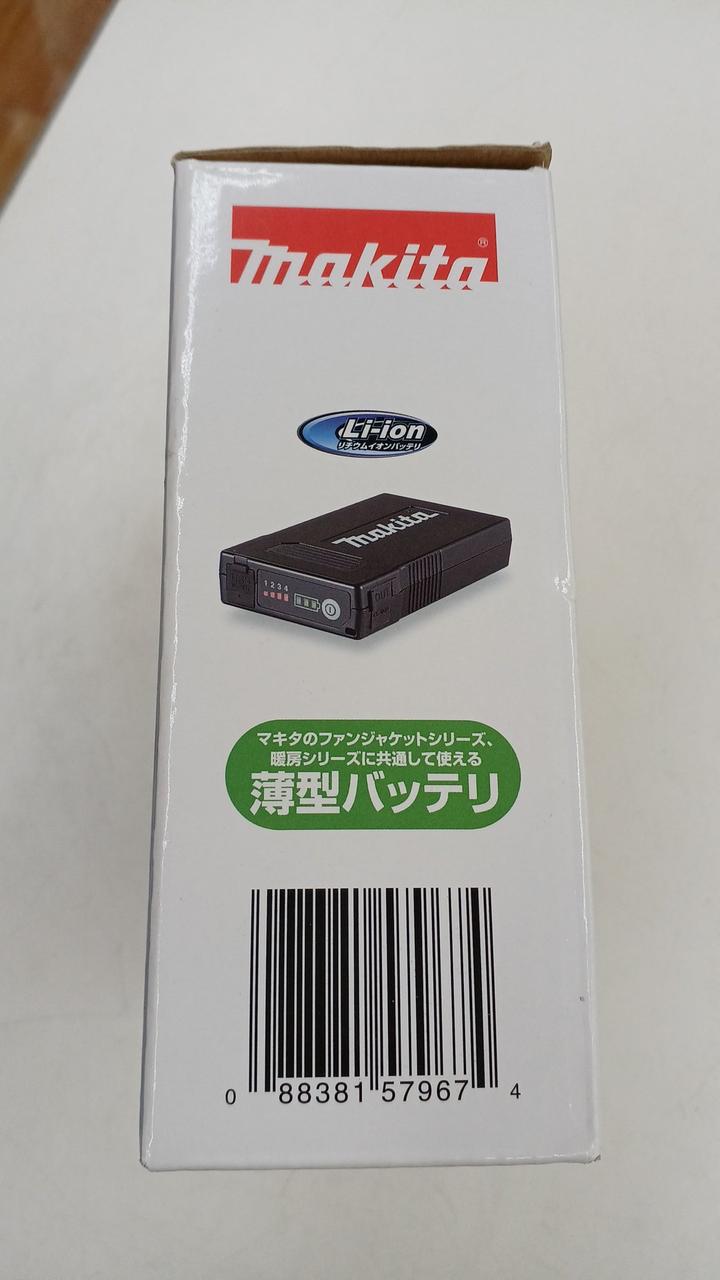 makita®
Li-ion
リチウムイオンバッテリ
makita
1 2 3 4
OUT
マキタのファンジャケットシリーズ、
暖房シリーズに共通して使える
薄型バッテリ
0 88381 57967 4